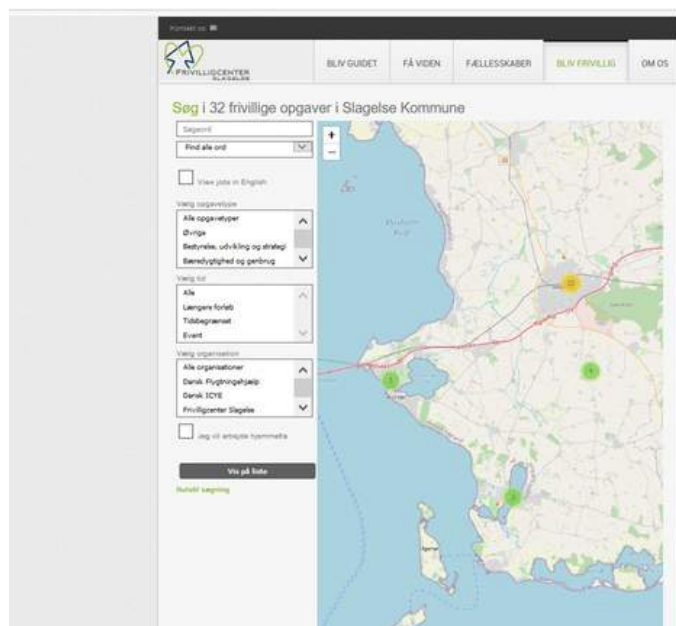 Kontakt os
FRIVILLIGCENTER
SLAGELSE
BLIV GUIDET
FÅ VIDEN
FÆLLESSKABER
BLIV FRIVILLIG
OM OS
Søg i 32 frivillige opgaver i Slagelse Kommune
Søgeord
Find alle ord
View jobs in English
Vælg opgavetype
Alle opgavetyper
Øvrige
Bestyrelse, udvikling og strategi
Bæredygtighed og genbrug
Vælg tid
Alle
Længere forløb
Tidsbegrænset
Event
Vælg organisation
Alle organisationer
Dansk Flygtningehjælp
Dansk ICYE
Frivilligcenter Slagelse
Jeg vil arbejde hjemmefra
Vis på liste
Nulstil søgning
+
−
Agersø